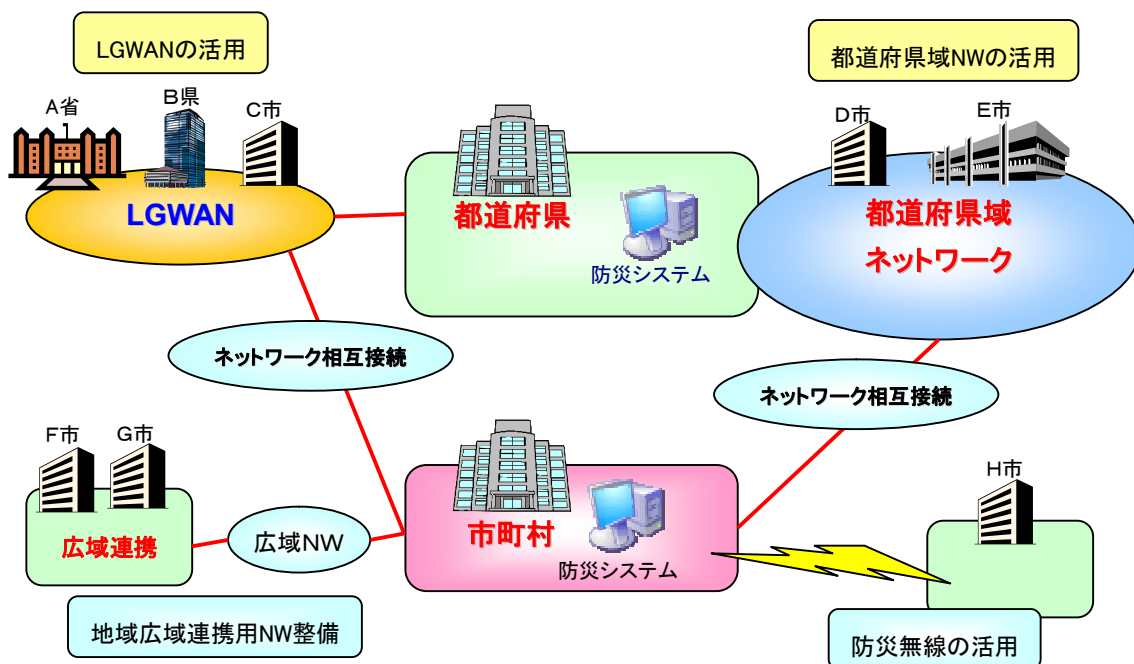 LGWANの活用
都道府県域NWの活用
A省
B県
C市
D市
E市
LGWAN
都道府県
防災システム
都道府県域
ネットワーク
ネットワーク相互接続
ネットワーク相互接続
F市
G市
広域連携
広域NW
市町村
防災システム
H市
地域広域連携用NW整備
防災無線の活用